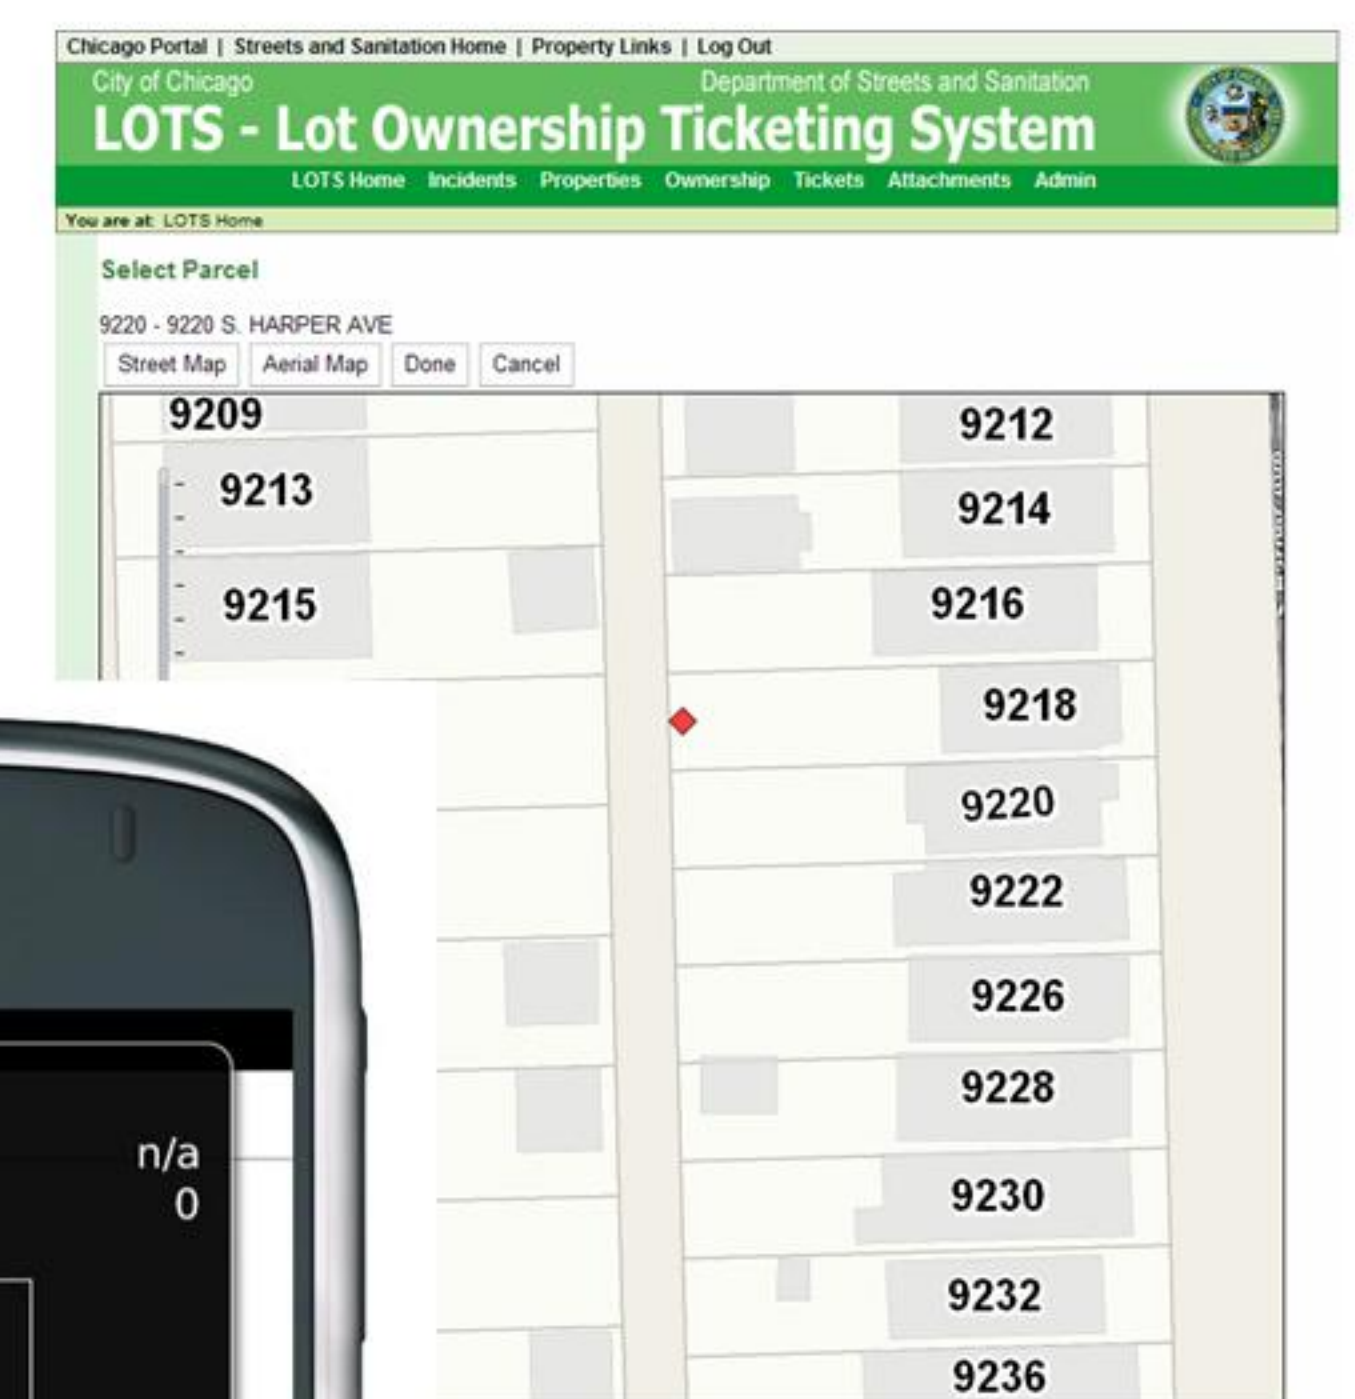 Chicago Portal | Streets and Sanitation Home | Property Links | Log Out
City of Chicago Department of Streets and Sanitation
LOTS - Lot Ownership Ticketing System
LOTS Home Incidents Properties Ownership Tickets Attachments Admin
You are at: LOTS Home
Select Parcel
9220 - 9220 S. HARPER AVE
Street Map Aerial Map Done Cancel
9209 9212
9213 9214
9215 9216
9218
9220
9222
9226
9228
n/a
0
9230
9232
9236